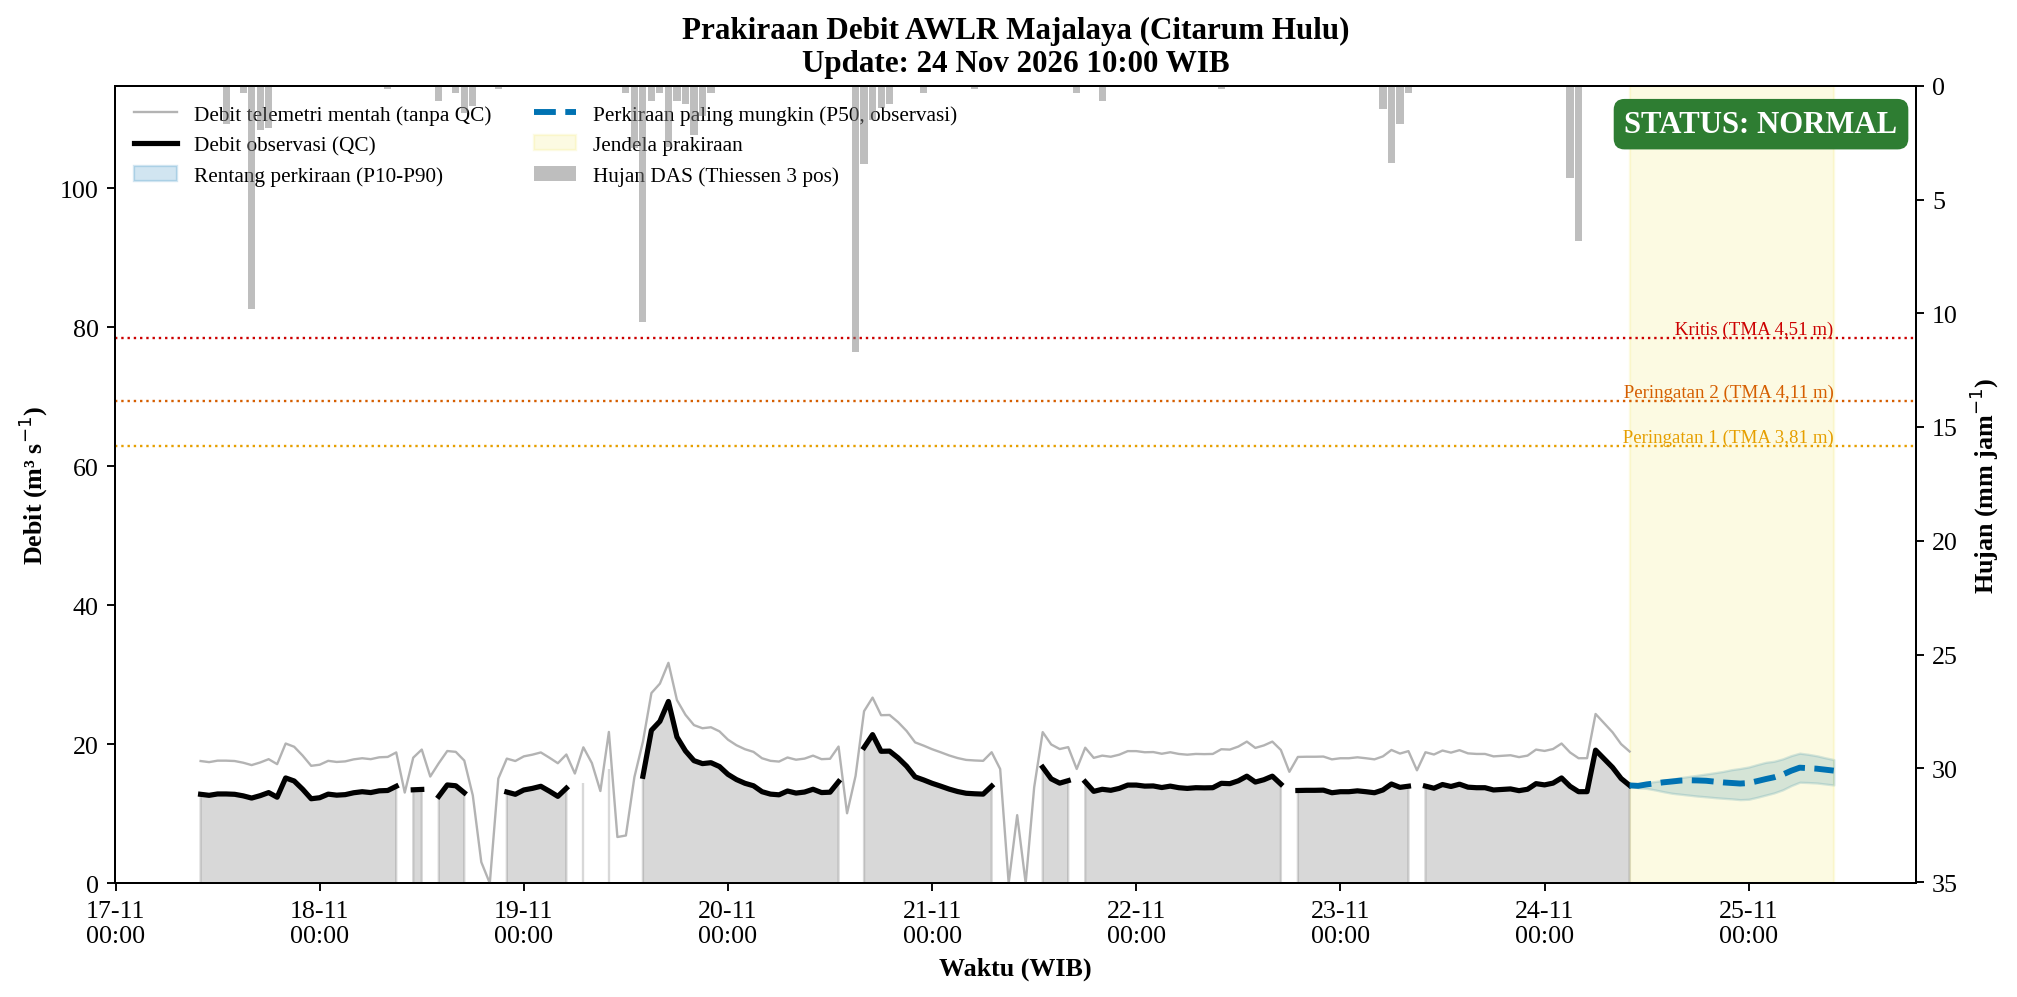 Prakiraan Debit AWLR Majalaya (Citarum Hulu)
Update: 24 Nov 2026 10:00 WIB
Debit telemetri mentah (tanpa QC)
Debit observasi (QC)
Rentang perkiraan (P10-P90)
Perkiraan paling mungkin (P50, observasi)
Jendela prakiraan
Hujan DAS (Thiessen 3 pos)
STATUS: NORMAL
Kritis (TMA 4,51 m)
Peringatan 2 (TMA 4,11 m)
Peringatan 1 (TMA 3,81 m)
Debit (m³ s⁻¹)
100
80
60
40
20
0
Hujan (mm jam⁻¹)
0
5
10
15
20
25
30
35
17-11 18-11 19-11 20-11 21-11 22-11 23-11 24-11 25-11
00:00 00:00 00:00 00:00 00:00 00:00 00:00 00:00 00:00
Waktu (WIB)